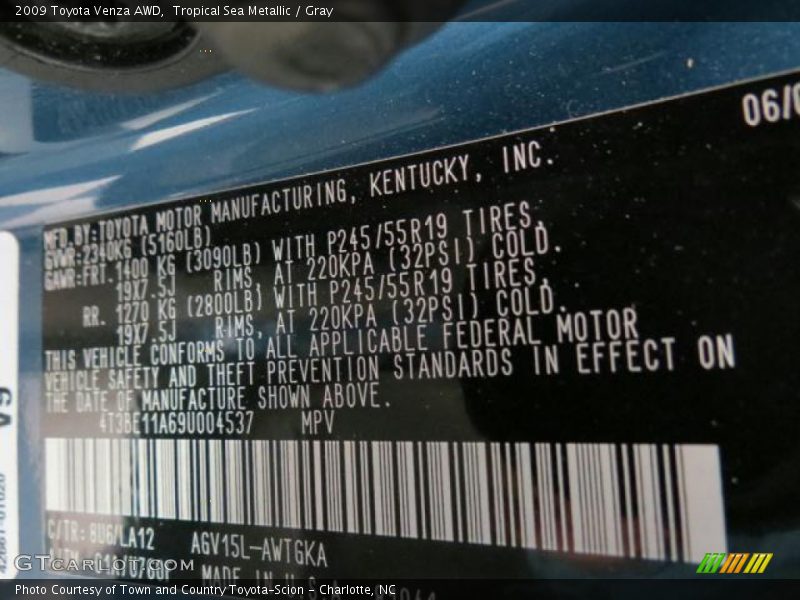 2009 Toyota Venza AWD, Tropical Sea Metallic / Gray
06/0
MFD.BY:TOYOTA MOTOR MANUFACTURING, KENTUCKY, INC.
GVWR:2340KG (5160LB)
GAWR:FRT.1400 KG (3090LB) WITH P245/55R19 TIRES,
19X7.5J RIMS, AT 220KPA (32PSI) COLD.
RR. 1270 KG (2800LB) WITH P245/55R19 TIRES,
19X7.5J RIMS, AT 220KPA (32PSI) COLD.
THIS VEHICLE CONFORMS TO ALL APPLICABLE FEDERAL MOTOR
VEHICLE SAFETY AND THEFT PREVENTION STANDARDS IN EFFECT ON
THE DATE OF MANUFACTURE SHOWN ABOVE.
4T3BE11A69U004537 MPV
C/TR: 8U6/LA12 AGV15L-AWTGKA
MADE IN U.S.A
V9
GTCarLot.com
Photo Courtesy of Town and Country Toyota-Scion - Charlotte, NC